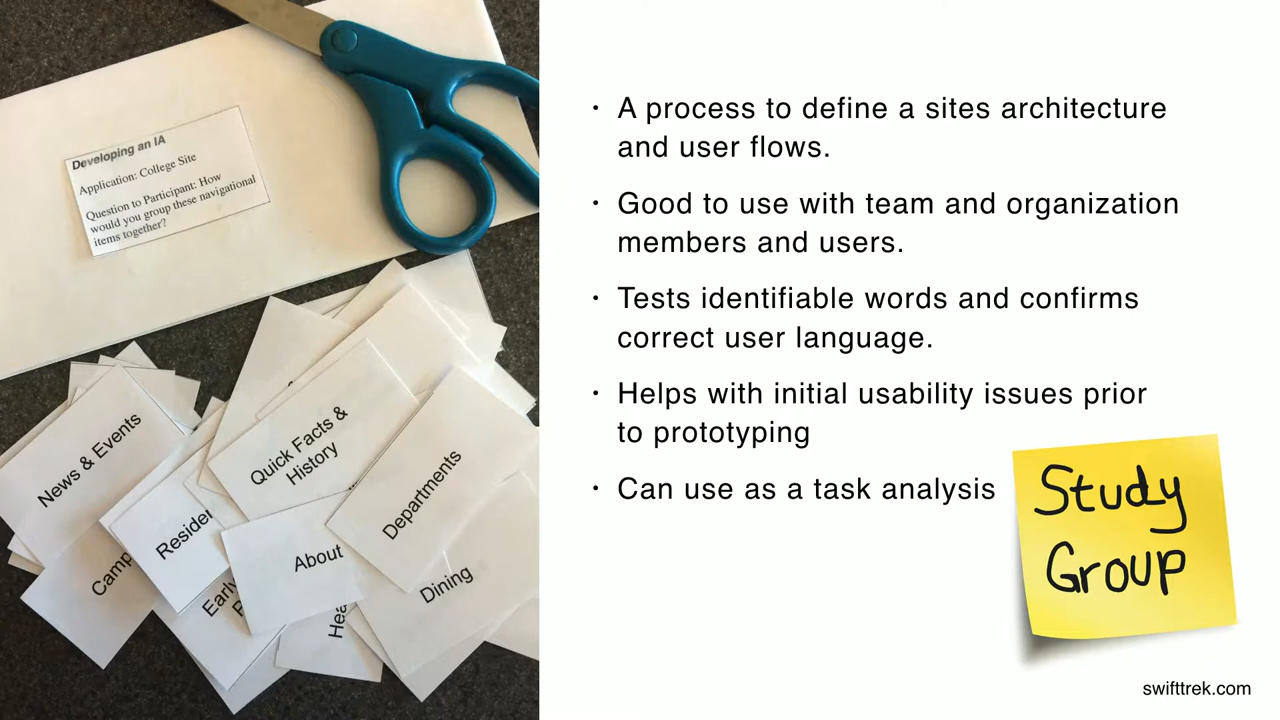 Developing an IA
Application: College Site
Question to Participant: How
would you group these navigational
items together?
News & Events
Quick Facts &
History
Departments
About
Dining
• A process to define a sites architecture
and user flows.
• Good to use with team and organization
members and users.
• Tests identifiable words and confirms
correct user language.
• Helps with initial usability issues prior
to prototyping
• Can use as a task analysis
Study
Group
swifttrek.com